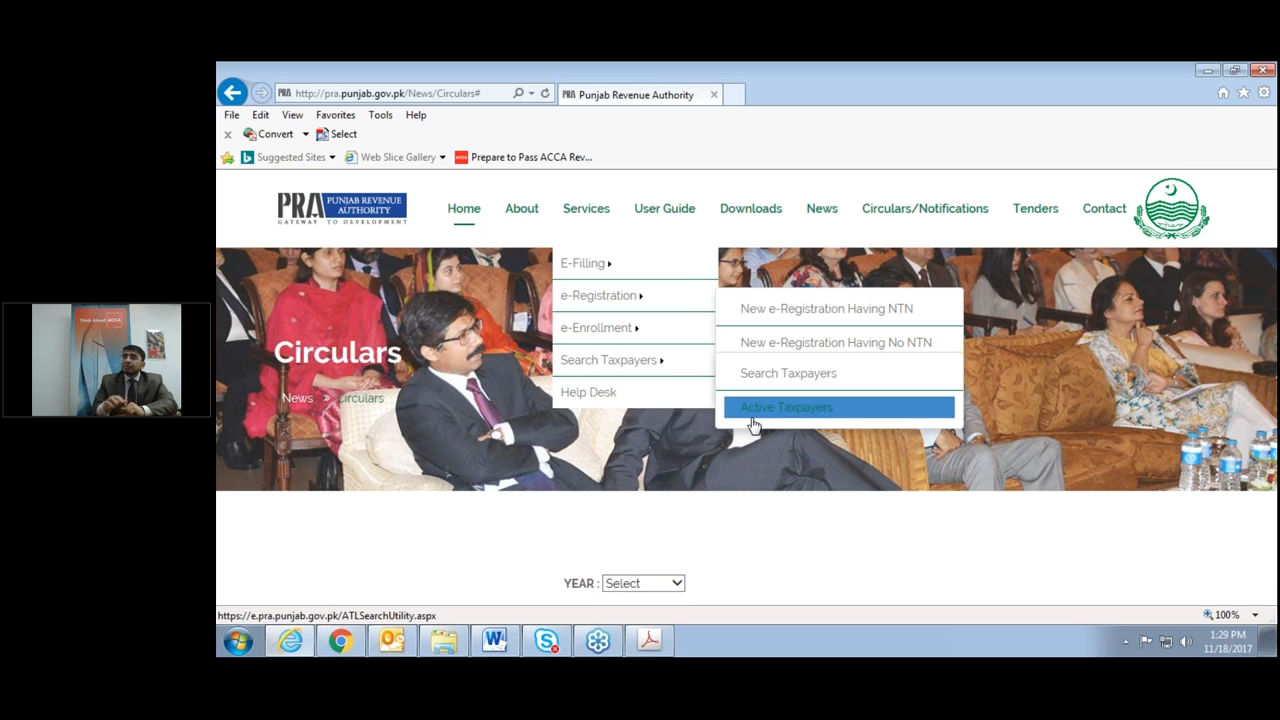 http://pra.punjab.gov.pk/News/Circulars#
PRA Punjab Revenue Authority
File Edit View Favorites Tools Help
Convert Select
Suggested Sites Web Slice Gallery Prepare to Pass ACCA Rev...
PRA PUNJAB REVENUE AUTHORITY
GATEWAY TO DEVELOPMENT
Home About Services User Guide Downloads News Circulars/Notifications Tenders Contact
E-Filling
e-Registration
e-Enrollment
Search Taxpayers
Help Desk
New e-Registration Having NTN
New e-Registration Having No NTN
Search Taxpayers
Active Taxpayers
Circulars
News » Circulars
Think Ahead ACCA
YEAR : Select
https://e.pra.punjab.gov.pk/ATLSearchUtility.aspx
100%
1:29 PM
11/18/2017